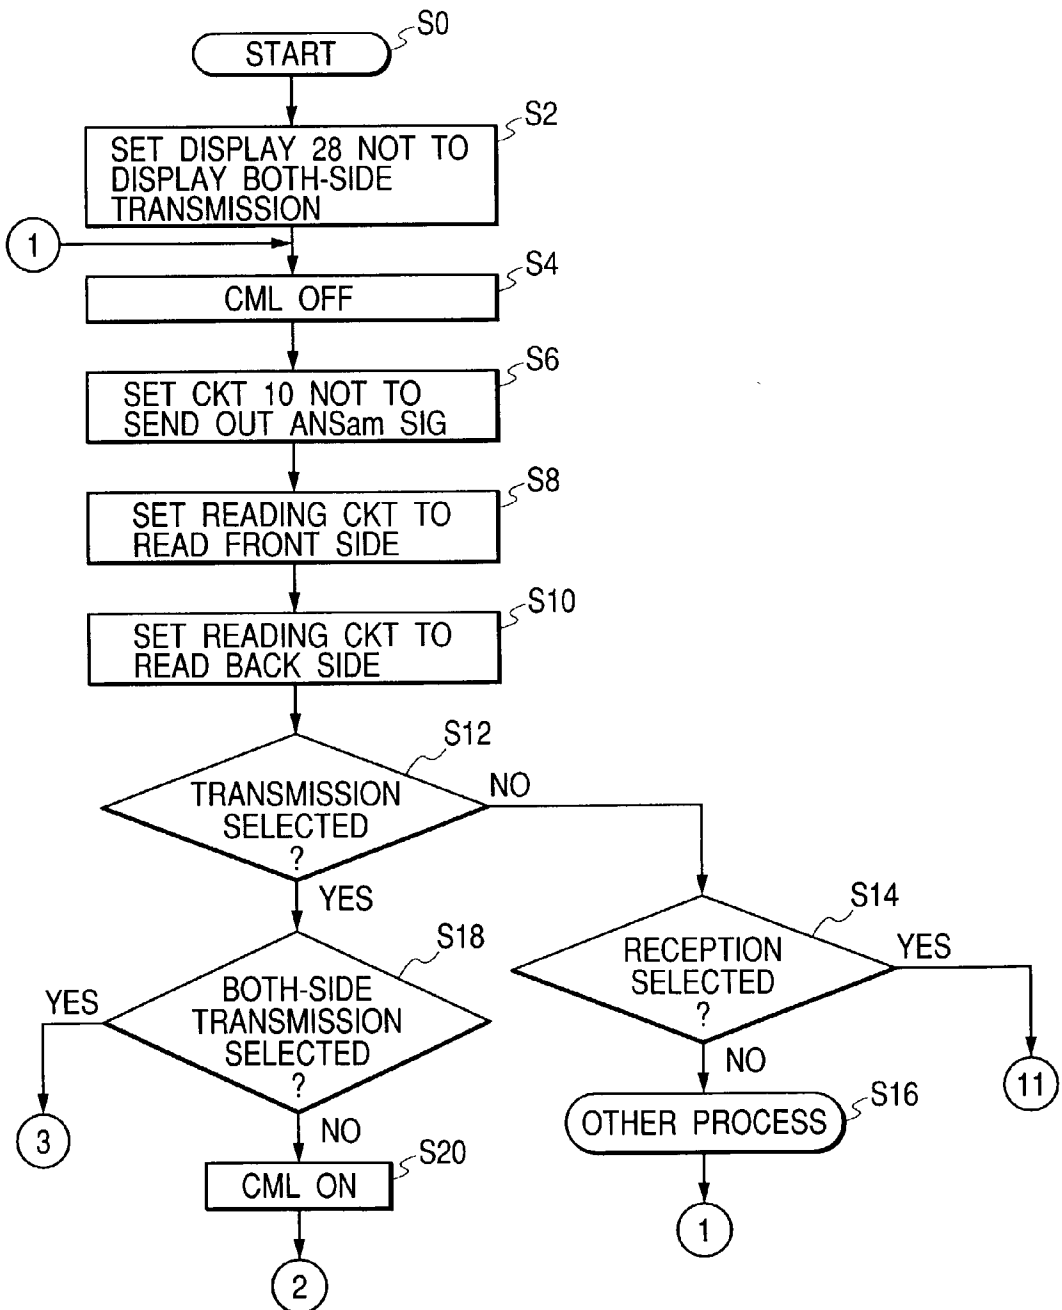 S0
START
S2
SET DISPLAY 28 NOT TO
DISPLAY BOTH-SIDE
TRANSMISSION
1
S4
CML OFF
S6
SET CKT 10 NOT TO
SEND OUT ANSam SIG
S8
SET READING CKT TO
READ FRONT SIDE
S10
SET READING CKT TO
READ BACK SIDE
S12
TRANSMISSION
SELECTED
?
NO
YES
S14
RECEPTION
SELECTED
?
YES
NO
11
S16
OTHER PROCESS
1
S18
BOTH-SIDE
TRANSMISSION
SELECTED
?
YES
3
NO
S20
CML ON
2